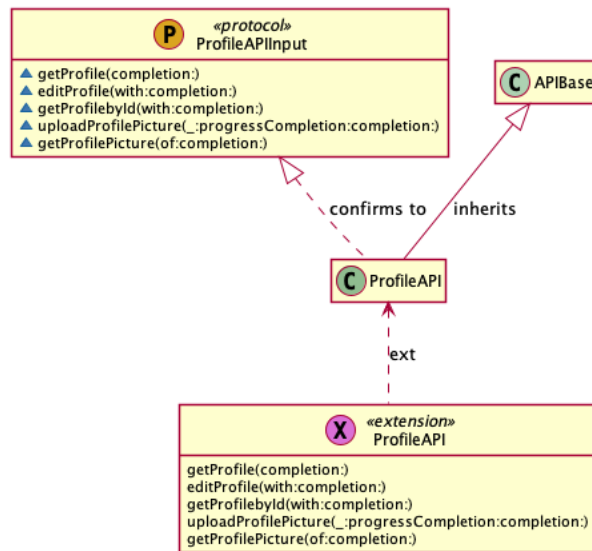 P
«protocol»
ProfileAPIInput
getProfile(completion:)
editProfile(with:completion:)
getProfilebyId(with:completion:)
uploadProfilePicture(_:progressCompletion:completion:)
getProfilePicture(of:completion:)
C APIBase
confirms to
inherits
C ProfileAPI
ext
X
«extension»
ProfileAPI
getProfile(completion:)
editProfile(with:completion:)
getProfilebyId(with:completion:)
uploadProfilePicture(_:progressCompletion:completion:)
getProfilePicture(of:completion:)